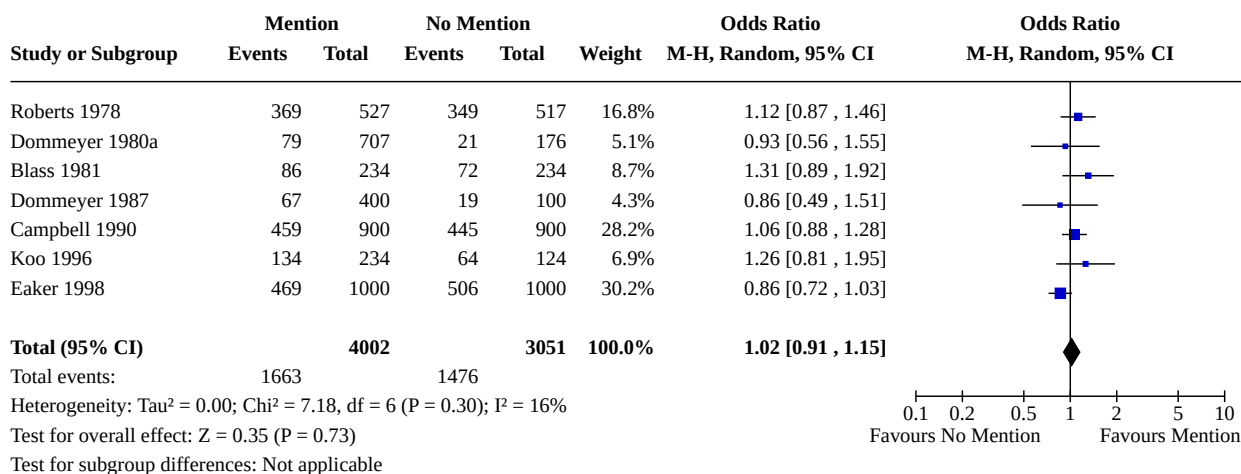 Mention No Mention Odds Ratio Odds Ratio
Study or Subgroup Events Total Events Total Weight M-H, Random, 95% CI M-H, Random, 95% CI
Roberts 1978 369 527 349 517 16.8% 1.12 [0.87 , 1.46]
Dommeyer 1980a 79 707 21 176 5.1% 0.93 [0.56 , 1.55]
Blass 1981 86 234 72 234 8.7% 1.31 [0.89 , 1.92]
Dommeyer 1987 67 400 19 100 4.3% 0.86 [0.49 , 1.51]
Campbell 1990 459 900 445 900 28.2% 1.06 [0.88 , 1.28]
Koo 1996 134 234 64 124 6.9% 1.26 [0.81 , 1.95]
Eaker 1998 469 1000 506 1000 30.2% 0.86 [0.72 , 1.03]
Total (95% CI) 4002 3051 100.0% 1.02 [0.91 , 1.15]
Total events: 1663 1476
Heterogeneity: Tau² = 0.00; Chi² = 7.18, df = 6 (P = 0.30); I² = 16%
0.1 0.2 0.5 1 2 5 10
Test for overall effect: Z = 0.35 (P = 0.73) Favours No Mention Favours Mention
Test for subgroup differences: Not applicable